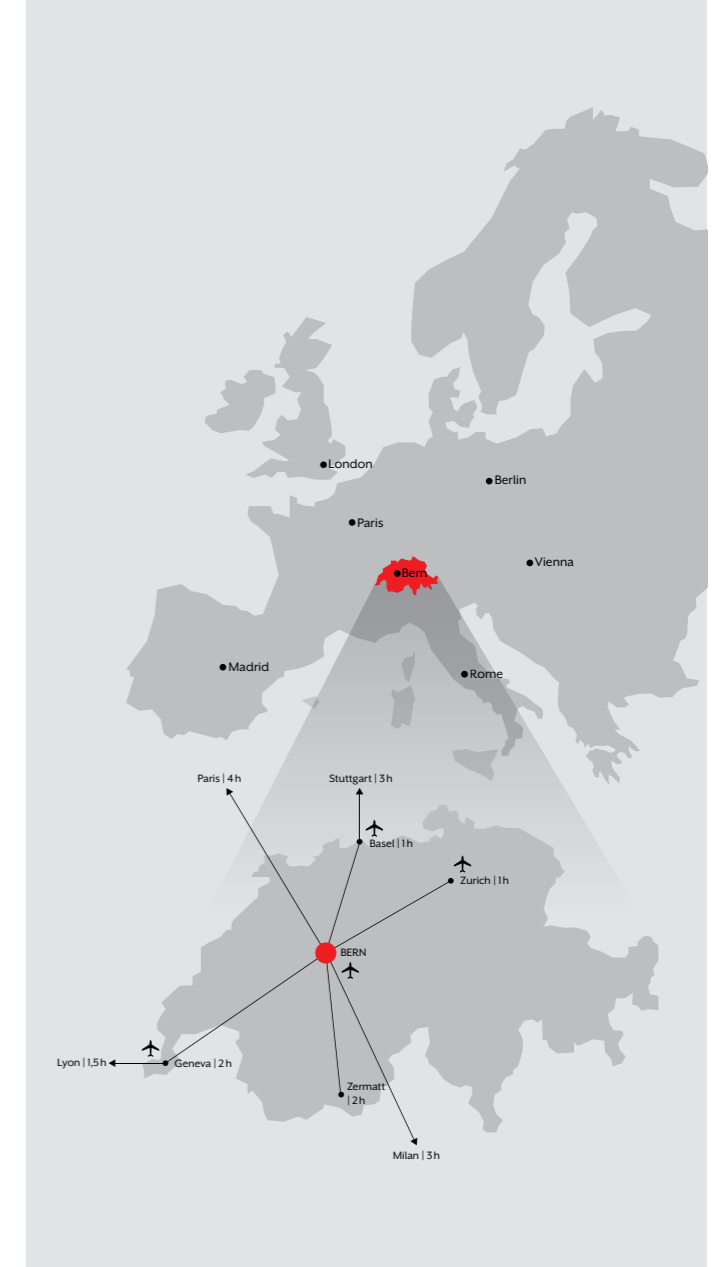 London
Berlin
Paris
Vienna
Bern
Madrid
Rome
Paris | 4 h
Stuttgart | 3 h
Basel | 1 h
Zurich | 1 h
BERN
Lyon | 1,5 h
Geneva | 2 h
Zermatt
| 2 h
Milan | 3 h